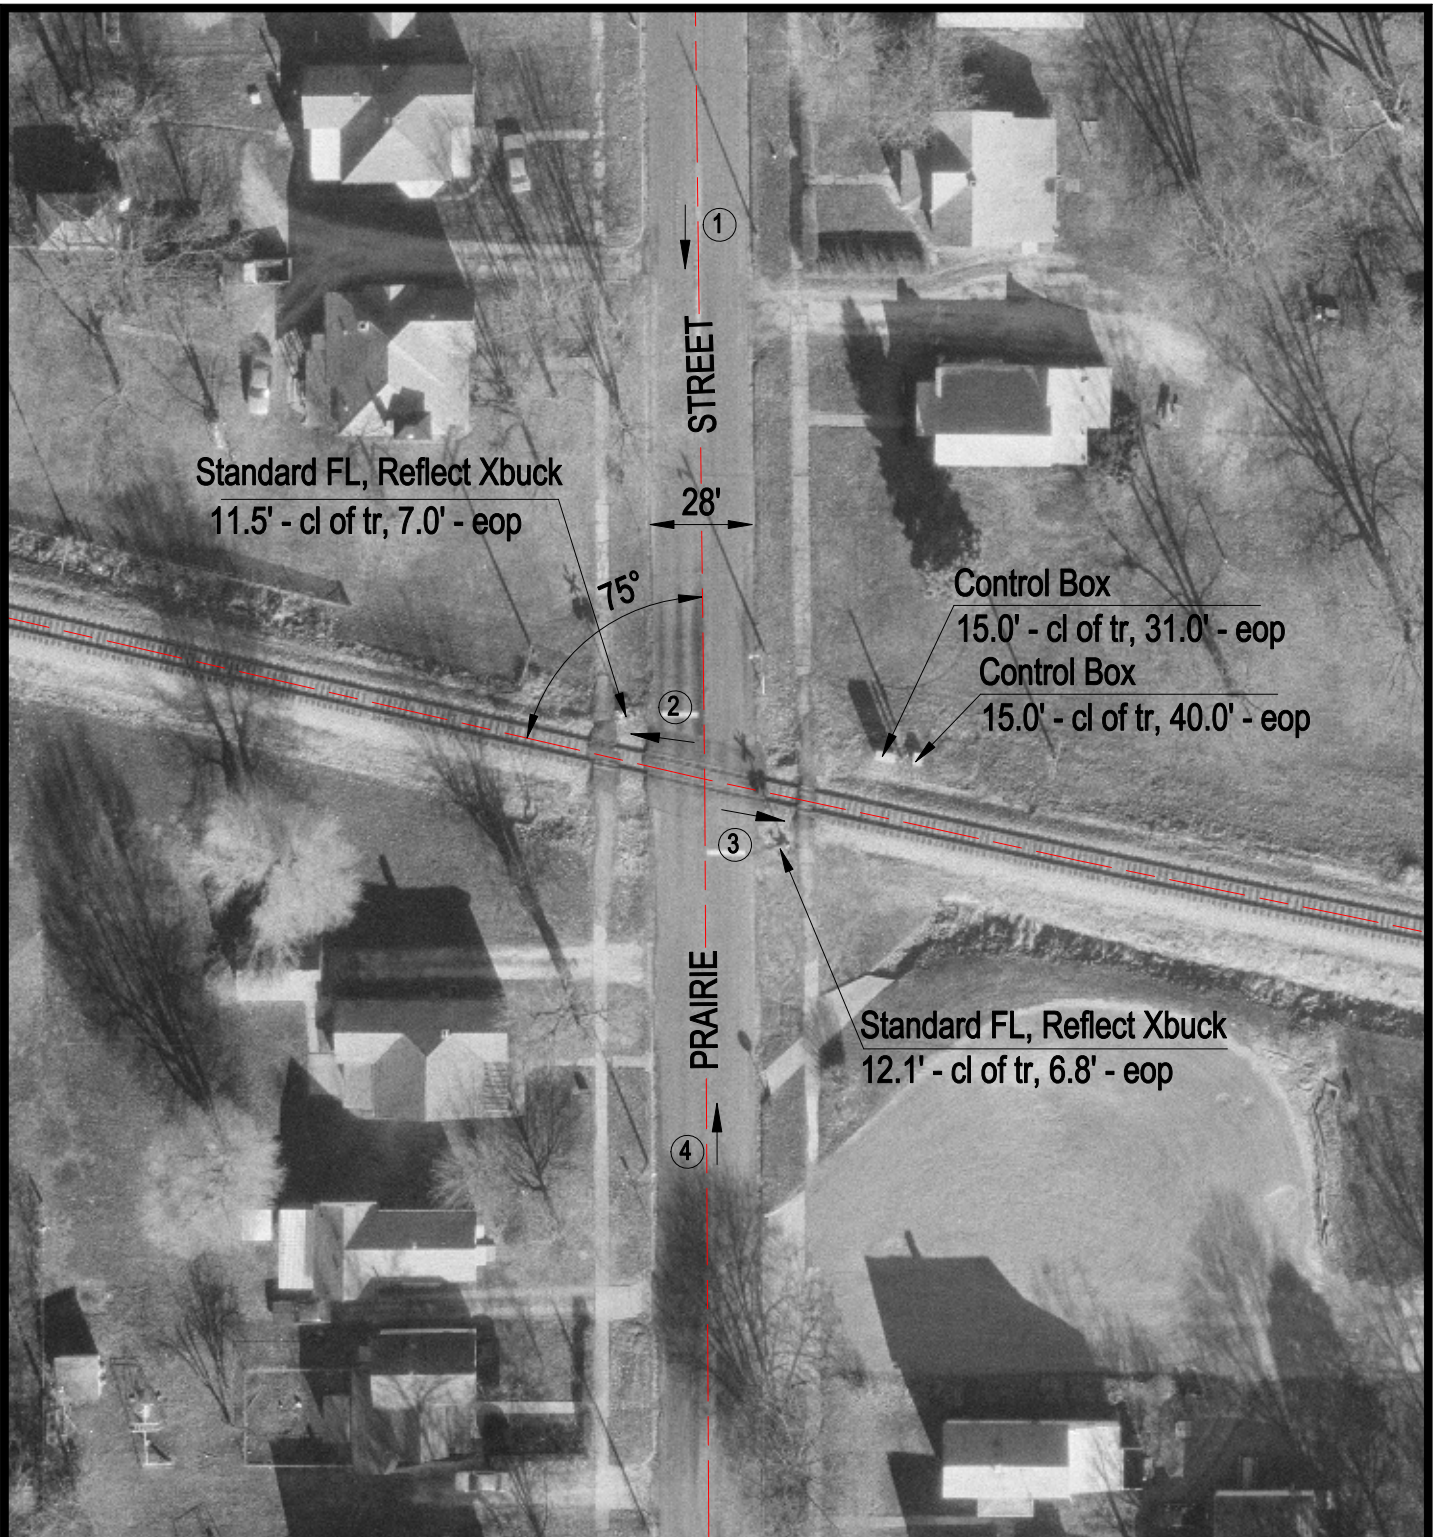 1
STREET
Standard FL, Reflect Xbuck
11.5' - cl of tr, 7.0' - eop
28'
75°
Control Box
15.0' - cl of tr, 31.0' - eop
Control Box
15.0' - cl of tr, 40.0' - eop
2
3
PRAIRIE
Standard FL, Reflect Xbuck
12.1' - cl of tr, 6.8' - eop
4